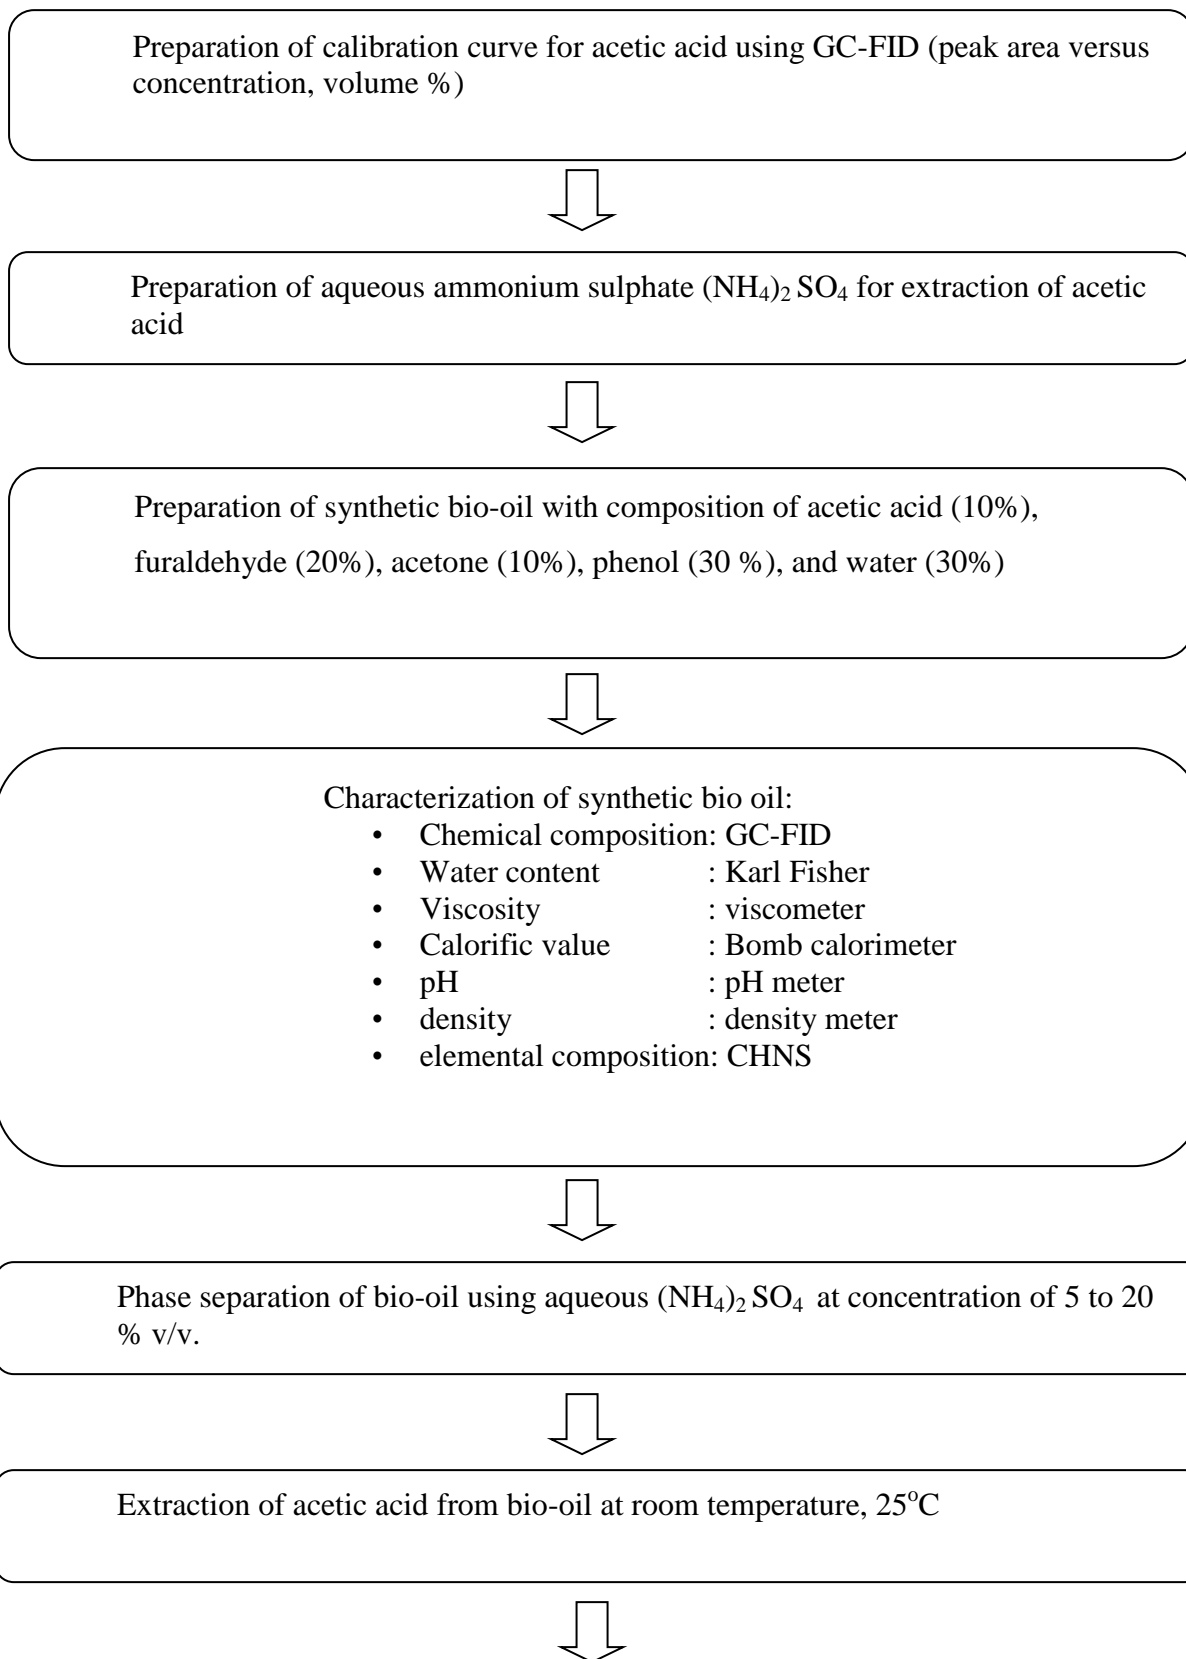 Preparation of calibration curve for acetic acid using GC-FID (peak area versus
concentration, volume %)
Preparation of aqueous ammonium sulphate (NH₄)₂ SO₄ for extraction of acetic
acid
Preparation of synthetic bio-oil with composition of acetic acid (10%),
furaldehyde (20%), acetone (10%), phenol (30 %), and water (30%)
Characterization of synthetic bio oil:
• Chemical composition: GC-FID
• Water content : Karl Fisher
• Viscosity : viscometer
• Calorific value : Bomb calorimeter
• pH : pH meter
• density : density meter
• elemental composition: CHNS
Phase separation of bio-oil using aqueous (NH₄)₂ SO₄ at concentration of 5 to 20
% v/v.
Extraction of acetic acid from bio-oil at room temperature, 25ᵒC